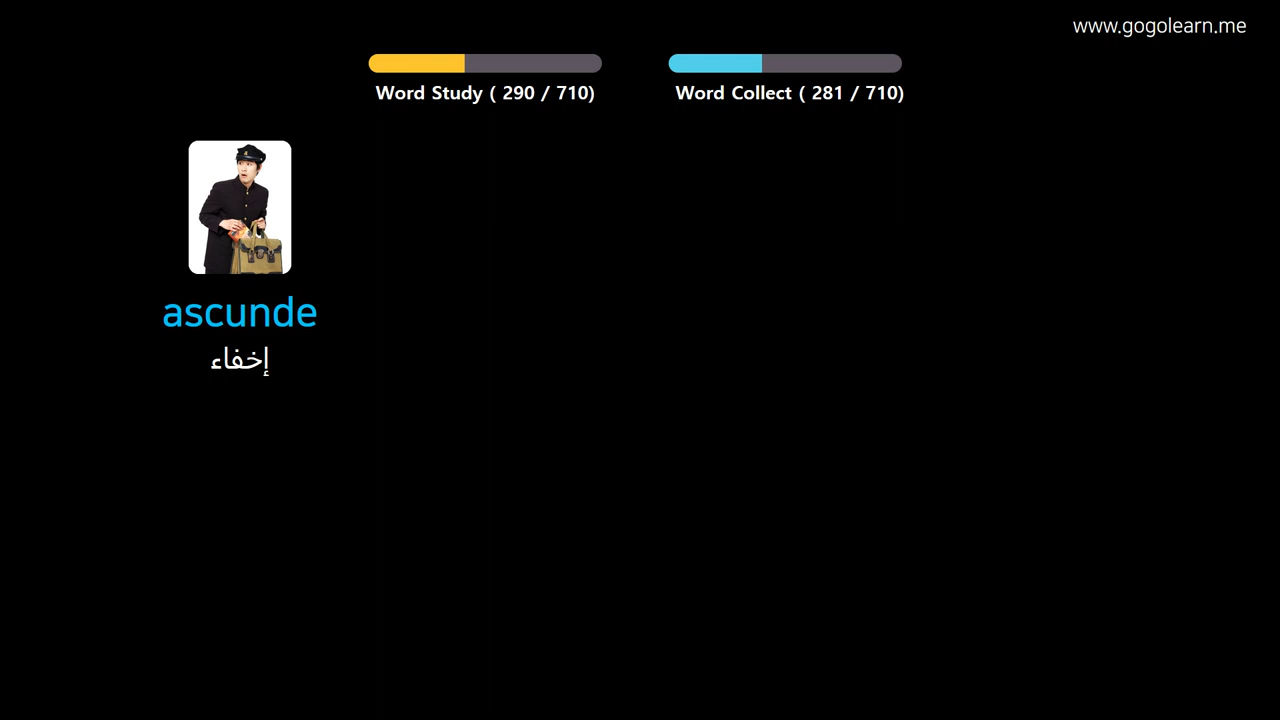 www.gogolearn.me
Word Study ( 290 / 710)
Word Collect ( 281 / 710)
ascunde
إخفاء